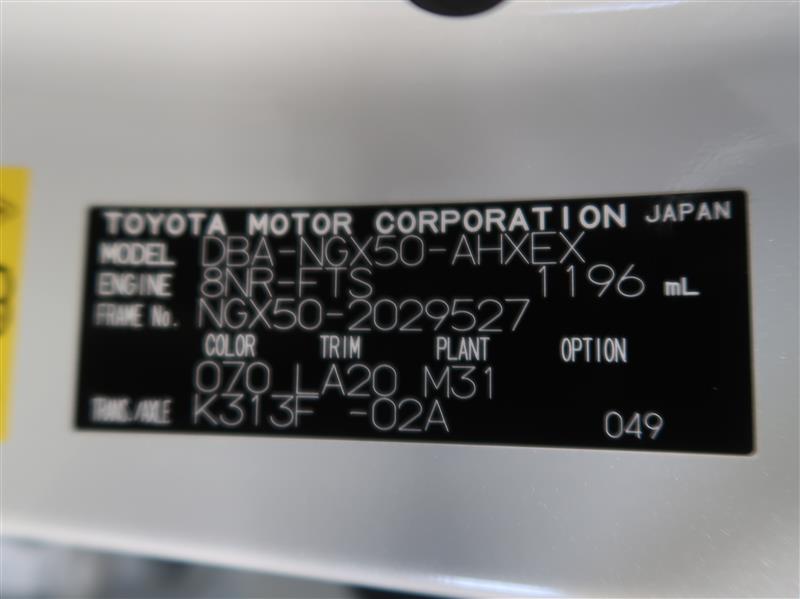 TOYOTA MOTOR CORPORATION JAPAN
MODEL DBA-NGX50-AHXEX
ENGINE 8NR-FTS 1196 mL
FRAME No. NGX50-2029527
COLOR TRIM PLANT OPTION
070 LA20 M31
TRANS./AXLE K313F -02A 049